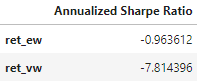 Annualized Sharpe Ratio
ret_ew -0.963612
ret_vw -7.814396